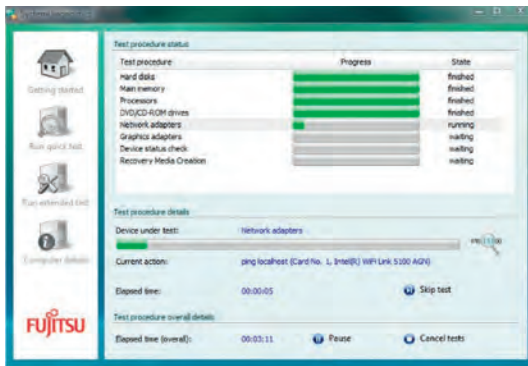 Getting started
Run quick test
Run extended test
Computer details
FUJITSU
Test procedure status
Test procedure Progress State
Hard disks finished
Main memory finished
Processors finished
DVD/CD-ROM drives finished
Network adapters running
Graphics adapters waiting
Device status check waiting
Recovery Media Creation waiting
Test procedure details
Device under test: Network adapters
Current action: ping localhost (Card No. 1, Intel(R) WiFi Link 5100 AGN)
Elapsed time: 00:00:05 Skip test
Test procedure overall details
Elapsed time (overall): 00:03:11 Pause Cancel tests